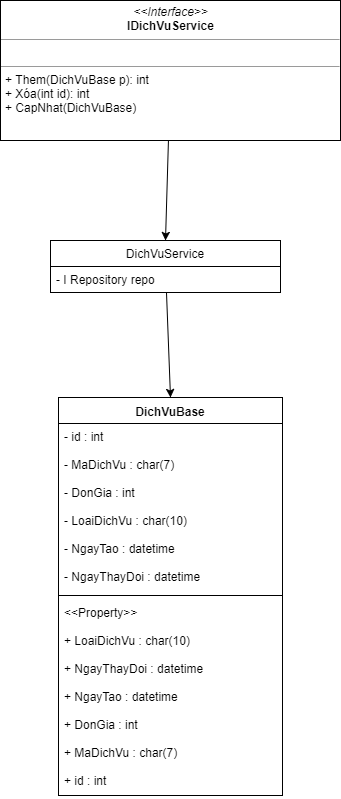 <<Interface>>
IDichVuService
+ Them(DichVuBase p): int
+ Xóa(int id): int
+ CapNhat(DichVuBase)
DichVuService
- I Repository repo
DichVuBase
- id : int
- MaDichVu : char(7)
- DonGia : int
- LoaiDichVu : char(10)
- NgayTao : datetime
- NgayThayDoi : datetime
<<Property>>
+ LoaiDichVu : char(10)
+ NgayThayDoi : datetime
+ NgayTao : datetime
+ DonGia : int
+ MaDichVu : char(7)
+ id : int